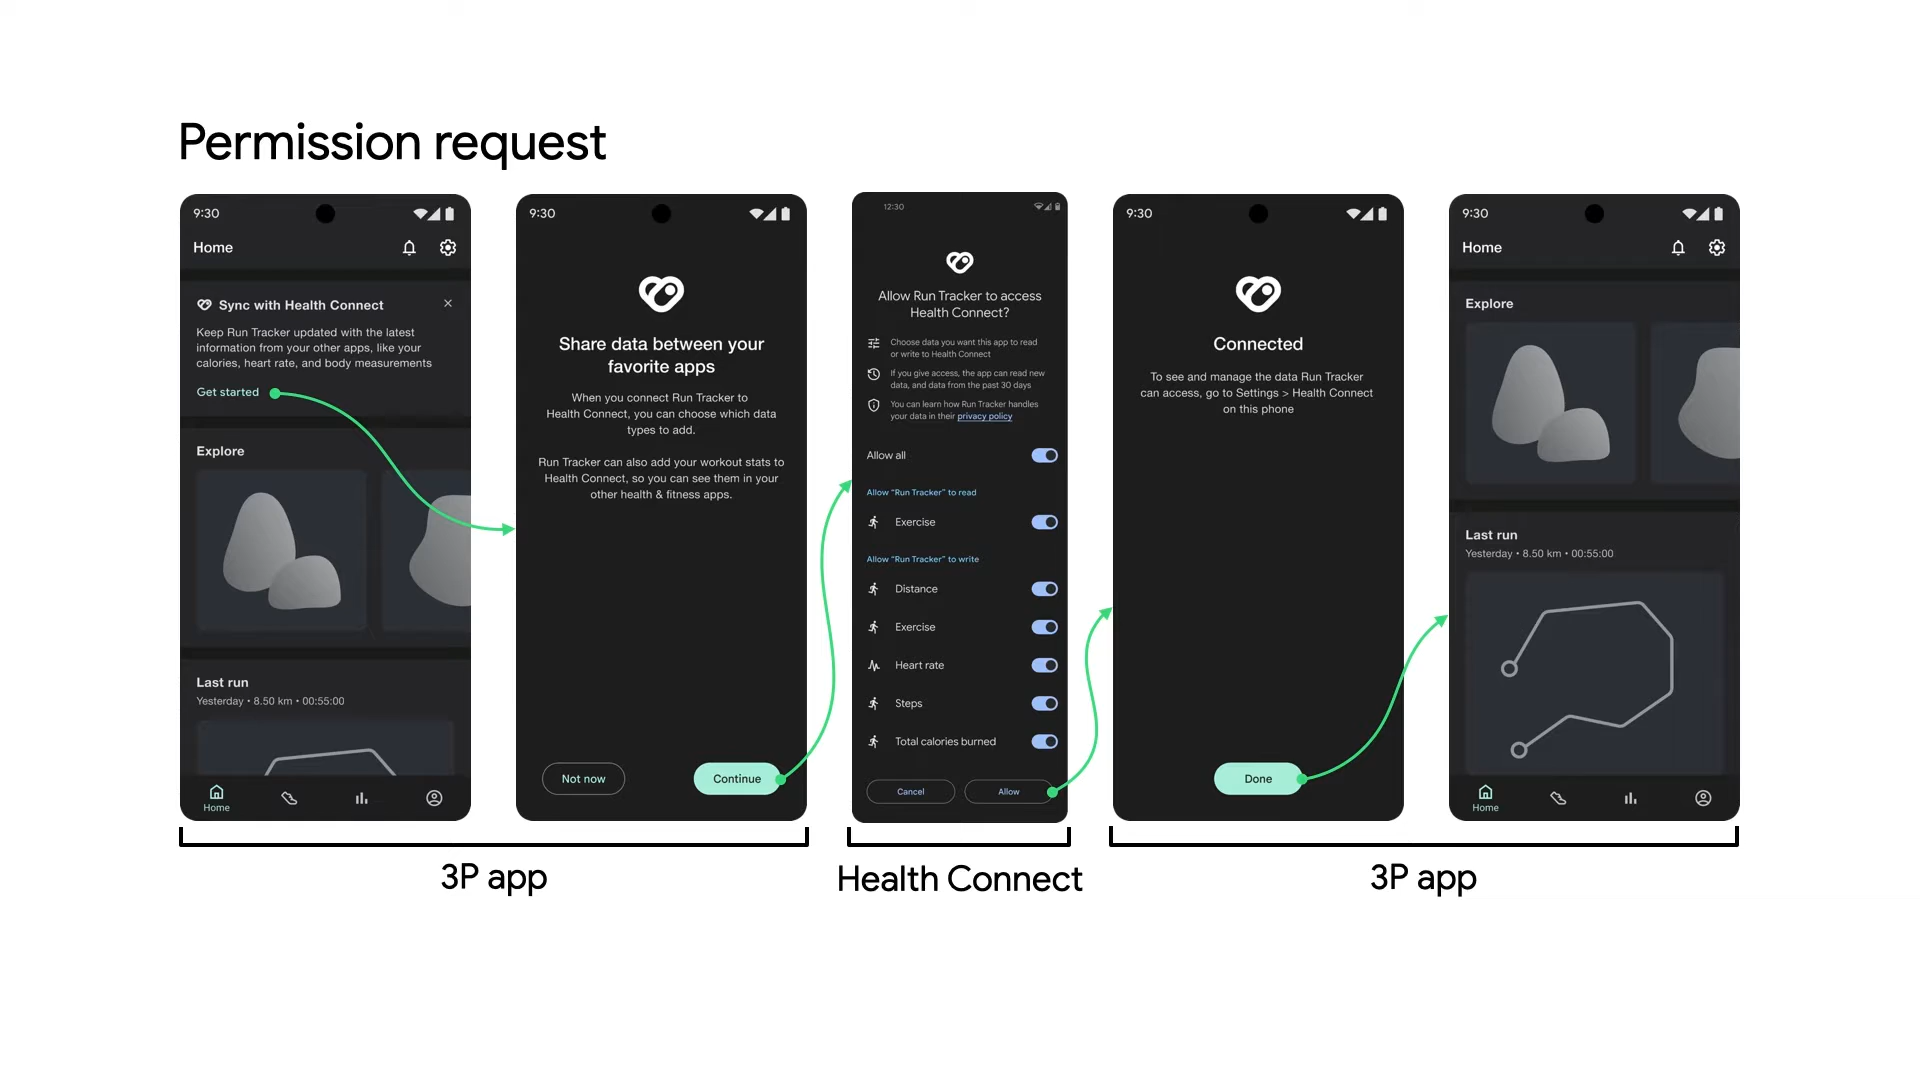 Permission request
9:30
Home
Sync with Health Connect
Keep Run Tracker updated with the latest
information from your other apps, like your
calories, heart rate, and body measurements
Get started
Explore
Last run
Yesterday • 8.50 km • 00:55:00
Home
9:30
Share data between your
favorite apps
When you connect Run Tracker to
Health Connect, you can choose which data
types to add.
Run Tracker can also add your workout stats to
Health Connect, so you can see them in your
other health & fitness apps.
Not now
Continue
12:30
Allow Run Tracker to access
Health Connect?
Choose data you want this app to read
or write to Health Connect
If you give access, the app can read new
data, and data from the past 30 days
You can learn how Run Tracker handles
your data in their privacy policy
Allow all
Allow “Run Tracker” to read
Exercise
Allow “Run Tracker” to write
Distance
Exercise
Heart rate
Steps
Total calories burned
Cancel
Allow
9:30
Connected
To see and manage the data Run Tracker
can access, go to Settings > Health Connect
on this phone
Done
9:30
Home
Explore
Last run
Yesterday • 8.50 km • 00:55:00
Home
3P app
Health Connect
3P app